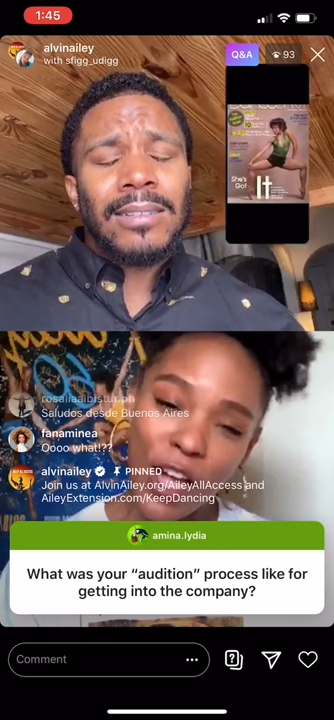 1:45
alvinailey
with sfigg_udigg
Q&A
93
She's
Got
It
rosaliaalbistur.ph
Saludos desde Buenos Aires
fanaminea
Oooo what!??
alvinailey PINNED
Join us at AlvinAiley.org/AileyAllAccess and
AileyExtension.com/KeepDancing
amina.lydia
What was your “audition” process like for
getting into the company?
Comment